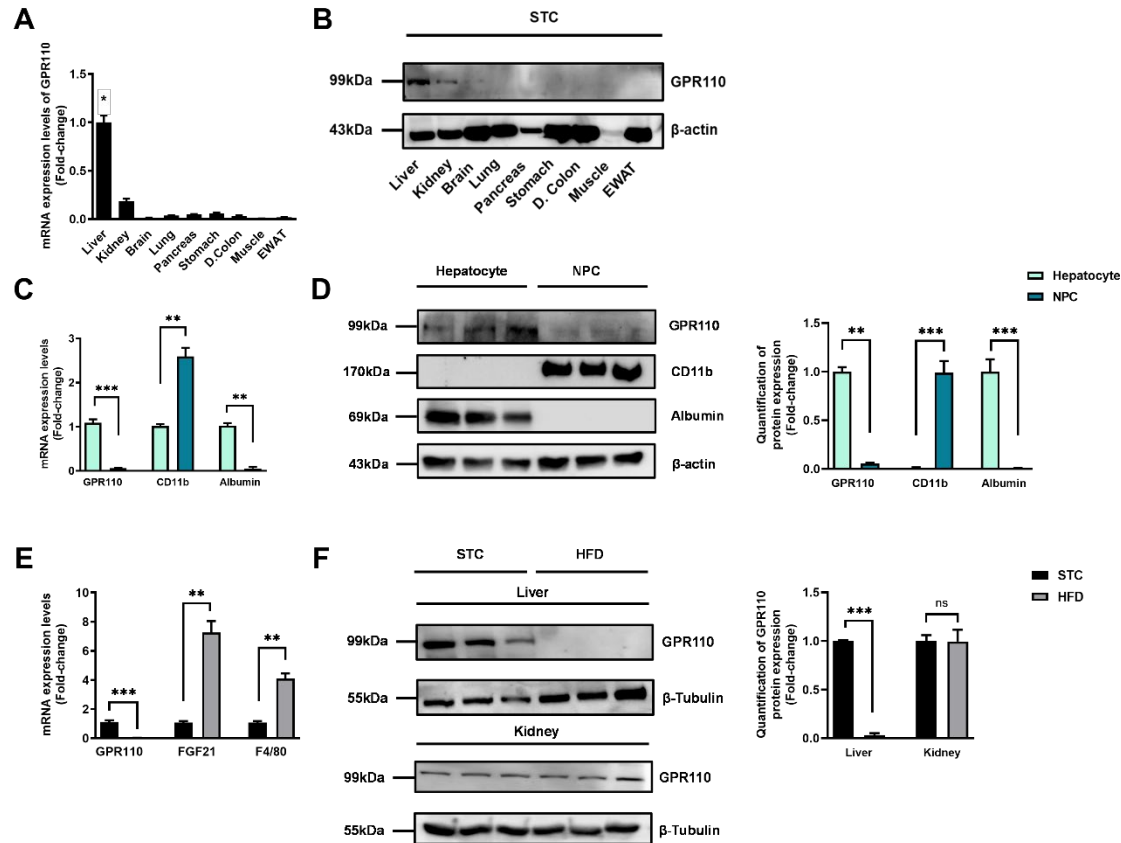 A
mRNA expression levels of GPR110
(Fold-change)
1.5
1.0
0.5
0.0
*
Liver
Kidney
Brain
Lung
Pancreas
Stomach
D.Colon
Muscle
EWAT
B
STC
99kDa
GPR110
43kDa
β-actin
Liver
Kidney
Brain
Lung
Pancreas
Stomach
D. Colon
Muscle
EWAT
C
mRNA expression levels
(Fold-change)
3
2
1
0
***
**
**
GPR110
CD11b
Albumin
D
Hepatocyte
NPC
99kDa
GPR110
170kDa
CD11b
69kDa
Albumin
43kDa
β-actin
Quantification of
protein expression
(Fold-change)
1.5
1.0
0.5
0.0
**
***
***
GPR110
CD11b
Albumin
Hepatocyte
NPC
E
mRNA expression levels
(Fold-change)
10
8
6
4
2
0
***
**
**
GPR110
FGF21
F4/80
F
STC
HFD
Liver
99kDa
GPR110
55kDa
β-Tubulin
Kidney
99kDa
GPR110
55kDa
β-Tubulin
Quantification of GPR110
protein expression
(Fold-change)
1.5
1.0
0.5
0.0
***
ns
Liver
Kidney
STC
HFD